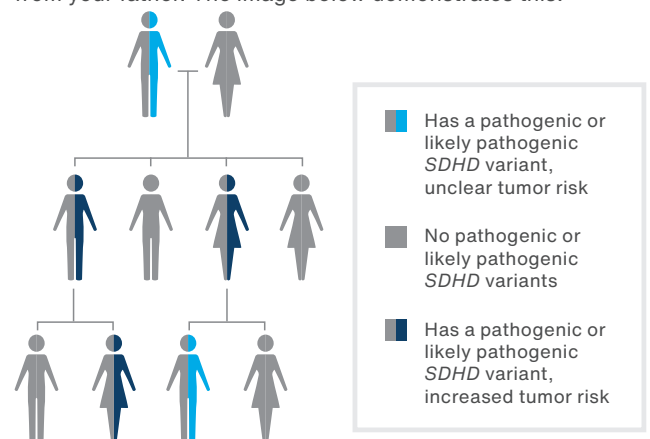 from your father. The image below demonstrates this.
Has a pathogenic or
likely pathogenic
SDHD variant,
unclear tumor risk
No pathogenic or
likely pathogenic
SDHD variants
Has a pathogenic or
likely pathogenic
SDHD variant,
increased tumor risk